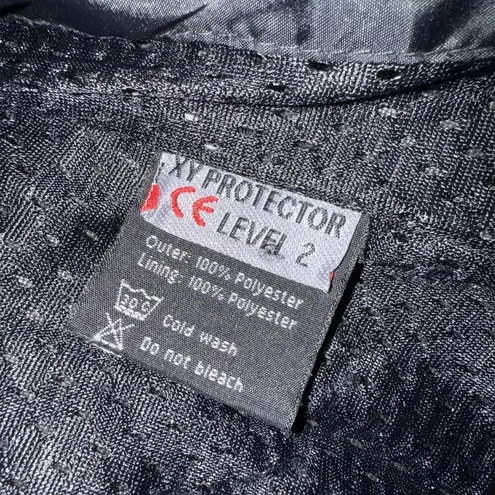 XY PROTECTOR
CE LEVEL 2
Outer: 100% Polyester
Lining: 100% Polyester
30°C Cold wash
Do not bleach